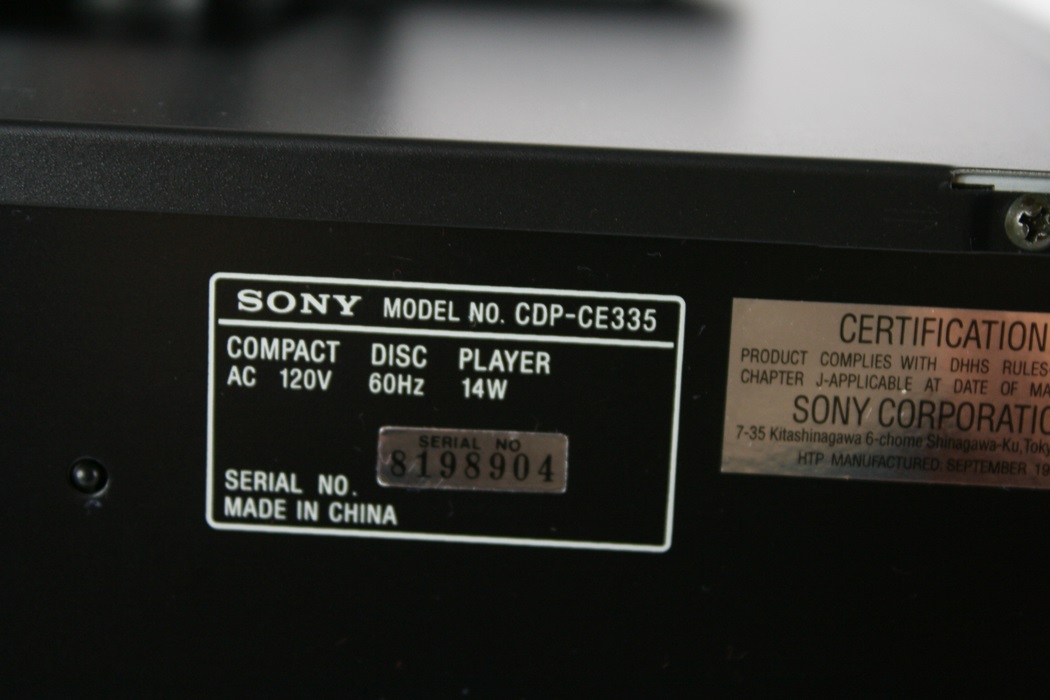 SONY MODEL NO. CDP-CE335
COMPACT DISC PLAYER
AC 120V 60Hz 14W
SERIAL NO
8198904
SERIAL NO.
MADE IN CHINA
CERTIFICATION
PRODUCT COMPLIES WITH DHHS RULES
CHAPTER J-APPLICABLE AT DATE OF MA
SONY CORPORATIO
7-35 Kitashinagawa 6-chome Shinagawa-Ku, Toky
HTP MANUFACTURED. SEPTEMBER 19